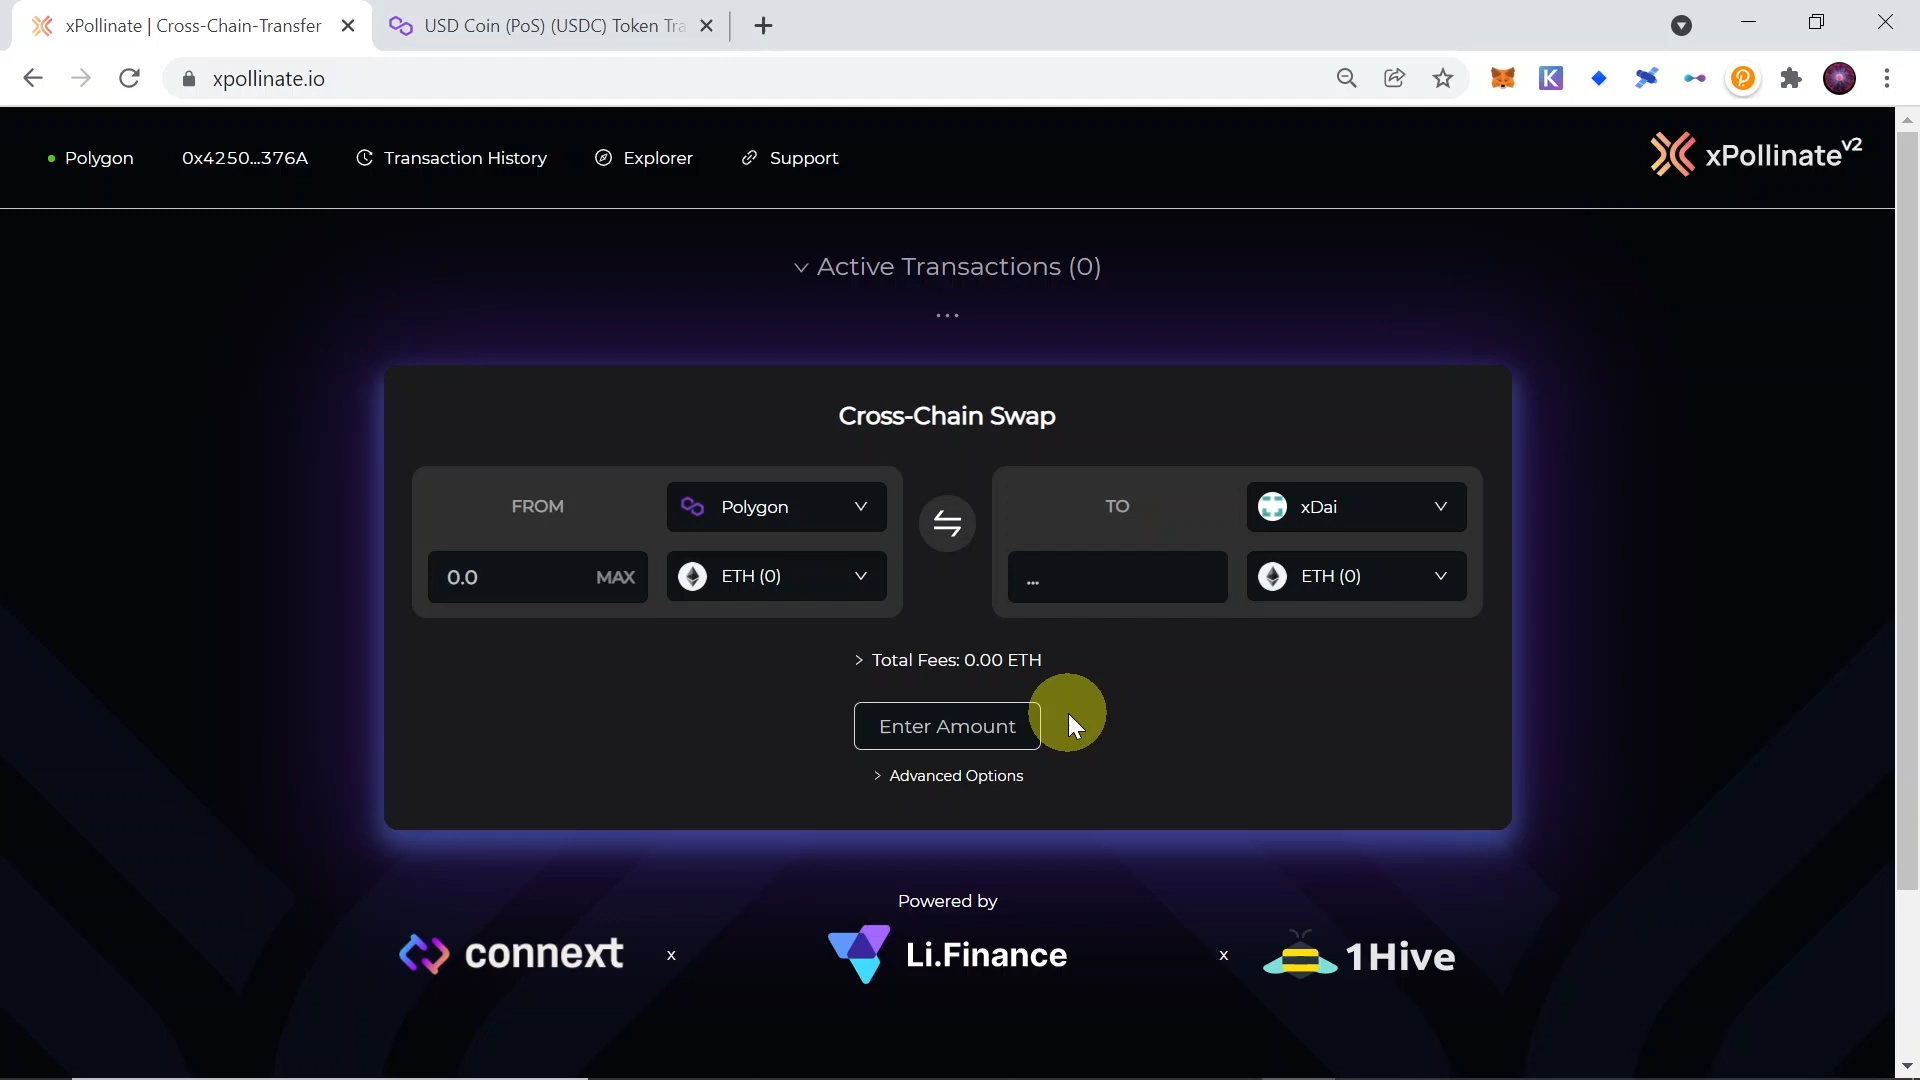 xPollinate | Cross-Chain-Transfer
USD Coin (PoS) (USDC) Token Tra
xpollinate.io
Polygon
0x4250...376A
Transaction History
Explorer
Support
xPollinate v2
Active Transactions (0)
...
Cross-Chain Swap
FROM
Polygon
TO
xDai
0.0
MAX
ETH (0)
...
ETH (0)
> Total Fees: 0.00 ETH
Enter Amount
> Advanced Options
Powered by
connext
x
Li.Finance
x
1Hive